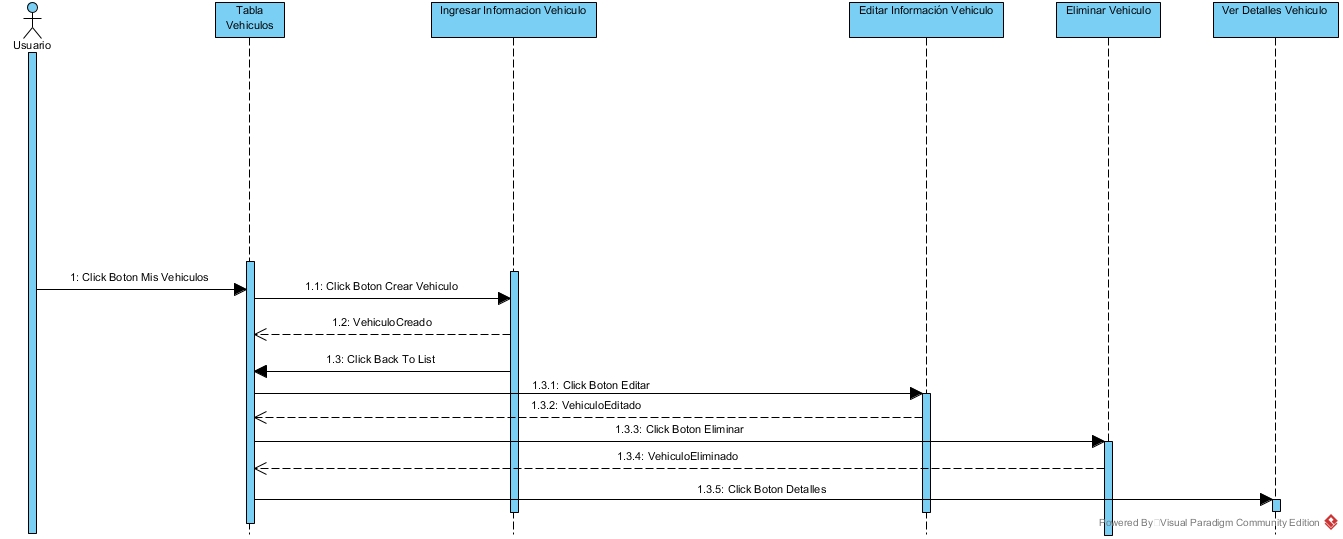 Usuario
Tabla
Vehiculos
Ingresar Informacion Vehiculo
Editar Información Vehiculo
Eliminar Vehiculo
Ver Detalles Vehiculo
1: Click Boton Mis Vehiculos
1.1: Click Boton Crear Vehiculo
1.2: VehiculoCreado
1.3: Click Back To List
1.3.1: Click Boton Editar
1.3.2: VehiculoEditado
1.3.3: Click Boton Eliminar
1.3.4: VehiculoEliminado
1.3.5: Click Boton Detalles
Powered By Visual Paradigm Community Edition